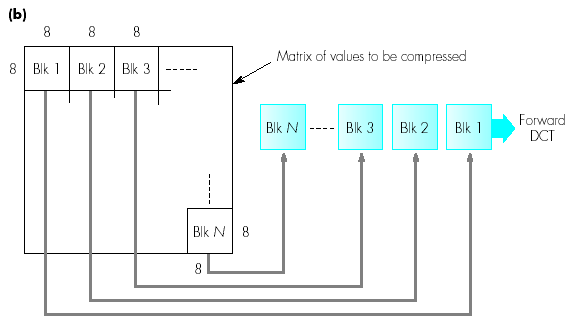 (b)
8 8 8
8 Blk 1 Blk 2 Blk 3
Matrix of values to be compressed
Blk N Blk 3 Blk 2 Blk 1
Forward
DCT
Blk N 8
8